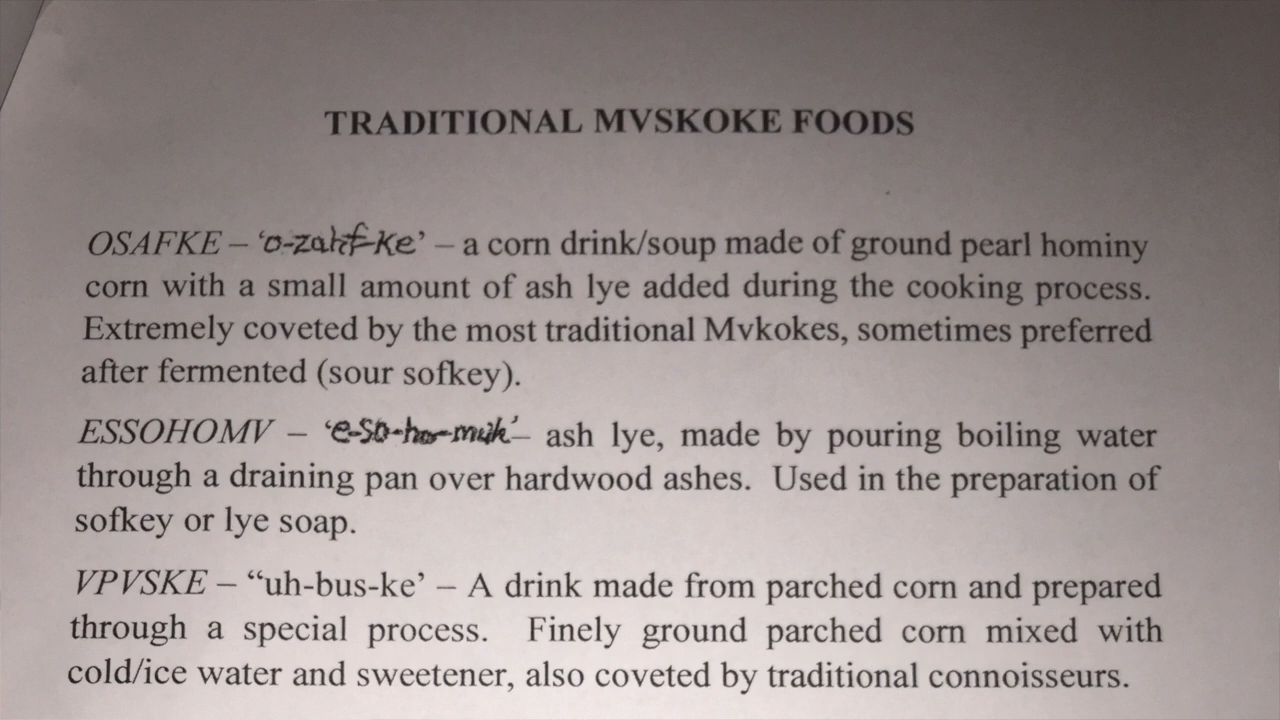 TRADITIONAL MVSKOKE FOODS
OSAFKE – ‘o-zahf-ke’ – a corn drink/soup made of ground pearl hominy
corn with a small amount of ash lye added during the cooking process.
Extremely coveted by the most traditional Mvkokes, sometimes preferred
after fermented (sour sofkey).
ESSOHOMV – ‘e-so-ho-muh’– ash lye, made by pouring boiling water
through a draining pan over hardwood ashes. Used in the preparation of
sofkey or lye soap.
VPVSKE – “uh-bus-ke’ – A drink made from parched corn and prepared
through a special process. Finely ground parched corn mixed with
cold/ice water and sweetener, also coveted by traditional connoisseurs.